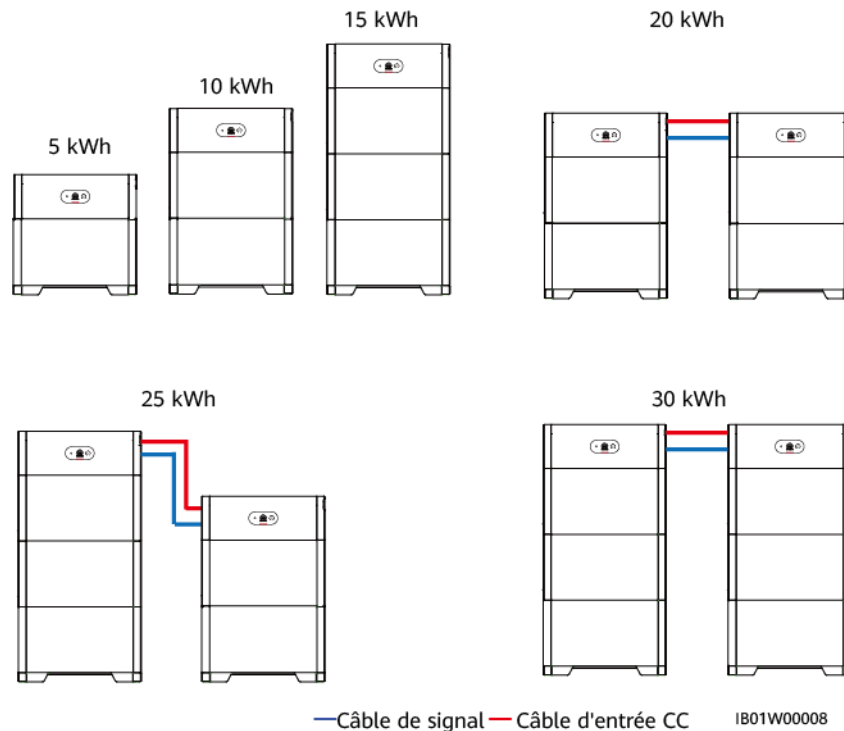 15 kWh
20 kWh
10 kWh
5 kWh
25 kWh
30 kWh
Câble de signal
Câble d'entrée CC
IB01W00008